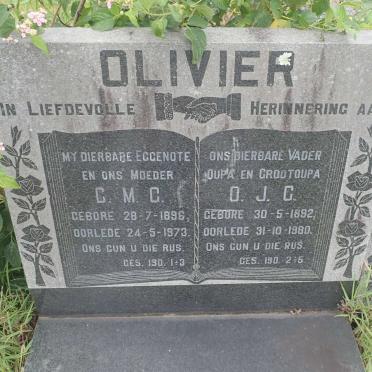 OLIVIER
IN LIEFDEVOLLE HERINNERING AAN
MY DIERBARE EGGENOTE
EN ONS MOEDER
C. M. C.
GEBORE 28-7-1896,
OORLEDE 24-5-1973.
ONS GUN U DIE RUS.
GES. 130. 1+3
ONS DIERBARE VADER
OUPA EN GROOTOUPA
O. J. C.
GEBORE 30-5-1892,
OORLEDE 31-10-1980.
ONS GUN U DIE RUS.
GES. 190. 2+5